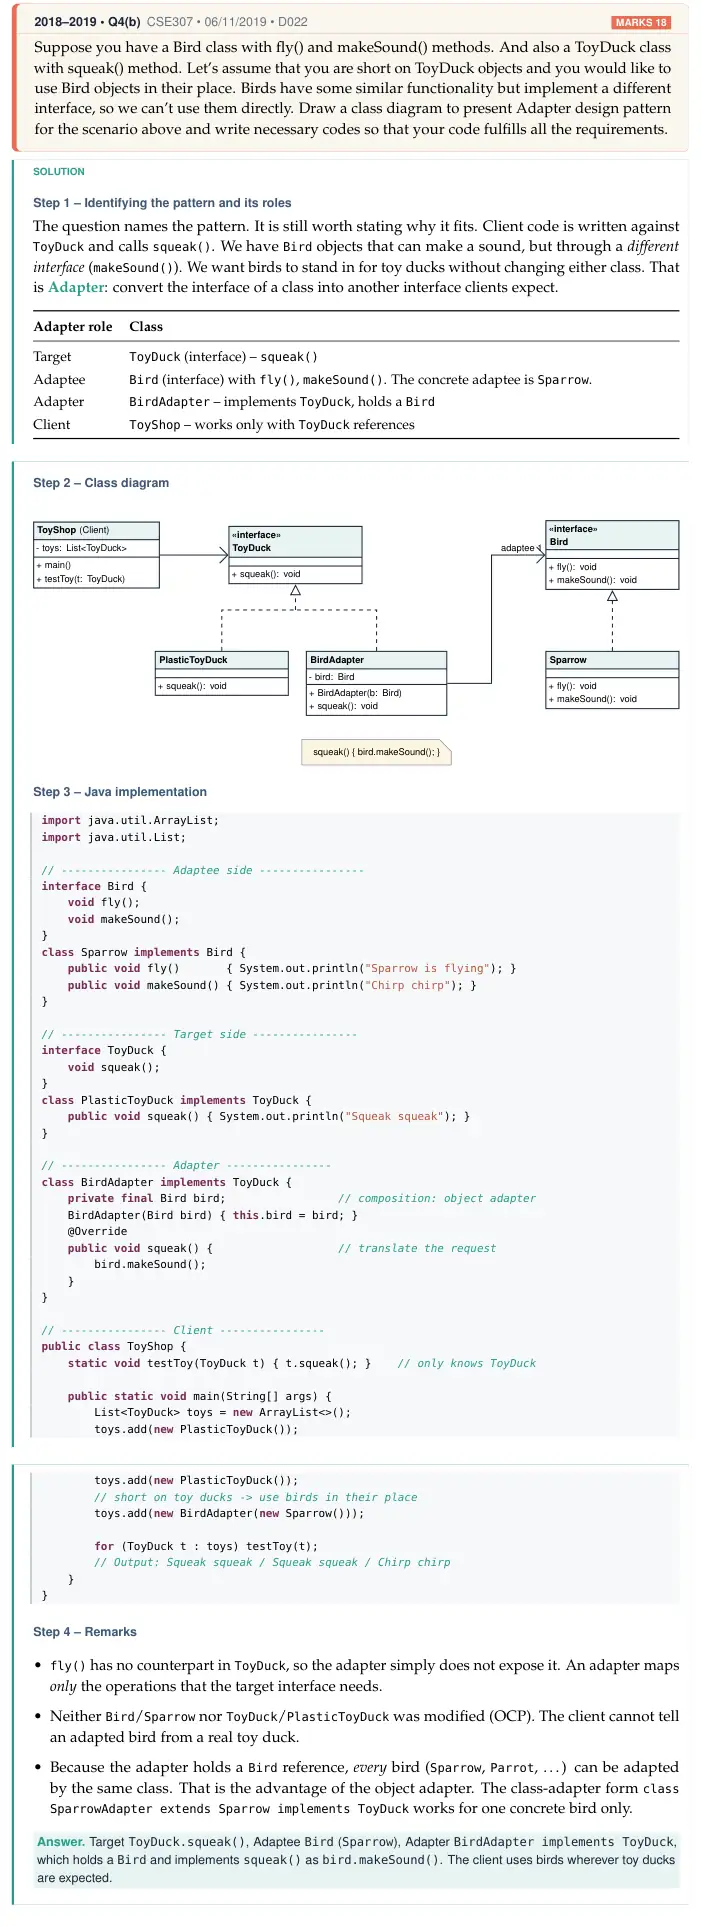 2018–2019 • Q4(b) CSE307 • 06/11/2019 • D022 MARKS 18
Suppose you have a Bird class with fly() and makeSound() methods. And also a ToyDuck class
with squeak() method. Let's assume that you are short on ToyDuck objects and you would like to
use Bird objects in their place. Birds have some similar functionality but implement a different
interface, so we can't use them directly. Draw a class diagram to present Adapter design pattern
for the scenario above and write necessary codes so that your code fulfills all the requirements.
SOLUTION
Step 1 – Identifying the pattern and its roles
The question names the pattern. It is still worth stating why it fits. Client code is written against
ToyDuck and calls squeak(). We have Bird objects that can make a sound, but through a different
interface (makeSound()). We want birds to stand in for toy ducks without changing either class. That
is Adapter: convert the interface of a class into another interface clients expect.
Adapter role Class
Target ToyDuck (interface) – squeak()
Adaptee Bird (interface) with fly(), makeSound(). The concrete adaptee is Sparrow.
Adapter BirdAdapter – implements ToyDuck, holds a Bird
Client ToyShop – works only with ToyDuck references
Step 2 – Class diagram
ToyShop (Client)
- toys: List<ToyDuck>
+ main()
+ testToy(t: ToyDuck)
«interface»
ToyDuck
+ squeak(): void
adaptee 1
«interface»
Bird
+ fly(): void
+ makeSound(): void
PlasticToyDuck
+ squeak(): void
BirdAdapter
- bird: Bird
+ BirdAdapter(b: Bird)
+ squeak(): void
Sparrow
+ fly(): void
+ makeSound(): void
squeak() { bird.makeSound(); }
Step 3 – Java implementation
import java.util.ArrayList;
import java.util.List;
// ---------------- Adaptee side ----------------
interface Bird {
void fly();
void makeSound();
}
class Sparrow implements Bird {
public void fly() { System.out.println("Sparrow is flying"); }
public void makeSound() { System.out.println("Chirp chirp"); }
}
// ---------------- Target side ----------------
interface ToyDuck {
void squeak();
}
class PlasticToyDuck implements ToyDuck {
public void squeak() { System.out.println("Squeak squeak"); }
}
// ---------------- Adapter ----------------
class BirdAdapter implements ToyDuck {
private final Bird bird; // composition: object adapter
BirdAdapter(Bird bird) { this.bird = bird; }
@Override
public void squeak() { // translate the request
bird.makeSound();
}
}
// ---------------- Client ----------------
public class ToyShop {
static void testToy(ToyDuck t) { t.squeak(); } // only knows ToyDuck
public static void main(String[] args) {
List<ToyDuck> toys = new ArrayList<>();
toys.add(new PlasticToyDuck());
toys.add(new PlasticToyDuck());
// short on toy ducks -> use birds in their place
toys.add(new BirdAdapter(new Sparrow()));
for (ToyDuck t : toys) testToy(t);
// Output: Squeak squeak / Squeak squeak / Chirp chirp
}
}
Step 4 – Remarks
• fly() has no counterpart in ToyDuck, so the adapter simply does not expose it. An adapter maps
only the operations that the target interface needs.
• Neither Bird/Sparrow nor ToyDuck/PlasticToyDuck was modified (OCP). The client cannot tell
an adapted bird from a real toy duck.
• Because the adapter holds a Bird reference, every bird (Sparrow, Parrot, ...) can be adapted
by the same class. That is the advantage of the object adapter. The class-adapter form class
SparrowAdapter extends Sparrow implements ToyDuck works for one concrete bird only.
Answer. Target ToyDuck.squeak(), Adaptee Bird (Sparrow), Adapter BirdAdapter implements ToyDuck,
which holds a Bird and implements squeak() as bird.makeSound(). The client uses birds wherever toy ducks
are expected.